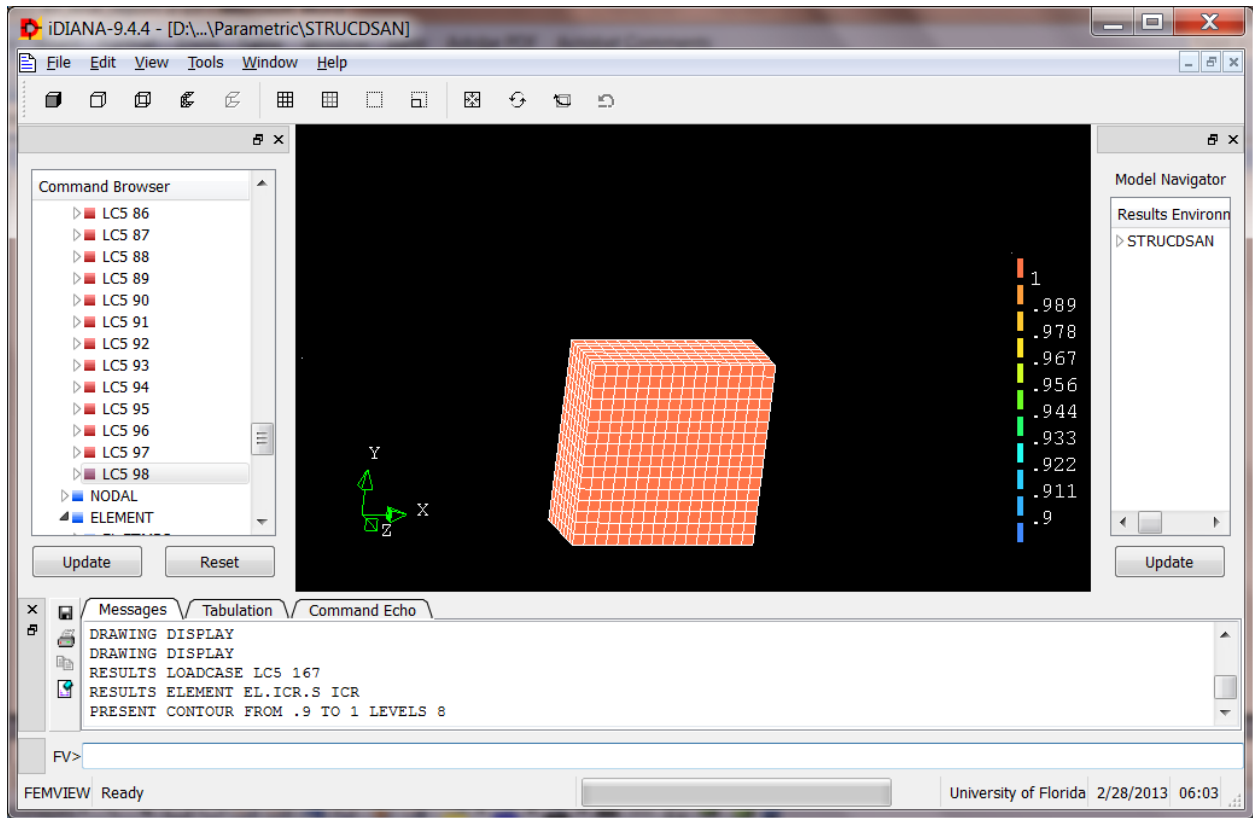 iDIANA-9.4.4 - [D:\...\Parametric\STRUCDSAN]
File Edit View Tools Window Help
Command Browser
LC5 86
LC5 87
LC5 88
LC5 89
LC5 90
LC5 91
LC5 92
LC5 93
LC5 94
LC5 95
LC5 96
LC5 97
LC5 98
NODAL
ELEMENT
Update Reset
Y
X
Z
1
.989
.978
.967
.956
.944
.933
.922
.911
.9
Model Navigator
Results Environn
STRUCDSAN
Update
Messages Tabulation Command Echo
DRAWING DISPLAY
DRAWING DISPLAY
RESULTS LOADCASE LC5 167
RESULTS ELEMENT EL.ICR.S ICR
PRESENT CONTOUR FROM .9 TO 1 LEVELS 8
FV>
FEMVIEW Ready University of Florida 2/28/2013 06:03